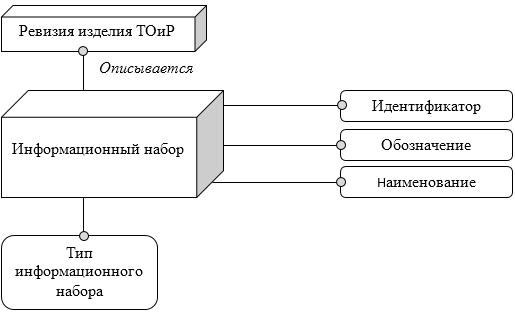 Ревизия изделия ТОиР
Описывается
Информационный набор
Идентификатор
Обозначение
Наименование
Тип
информационного
набора